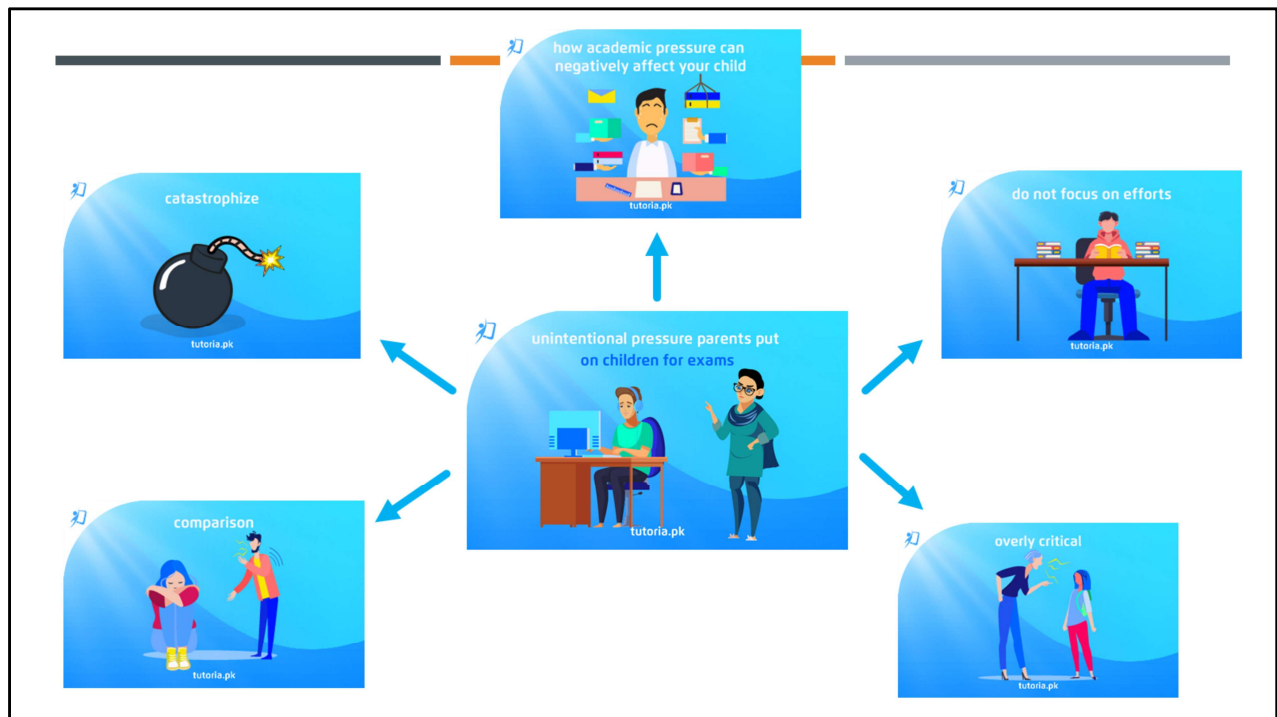 how academic pressure can
negatively affect your child
tutoria.pk
catastrophize
tutoria.pk
do not focus on efforts
tutoria.pk
unintentional pressure parents put
on children for exams
tutoria.pk
comparison
tutoria.pk
overly critical
tutoria.pk